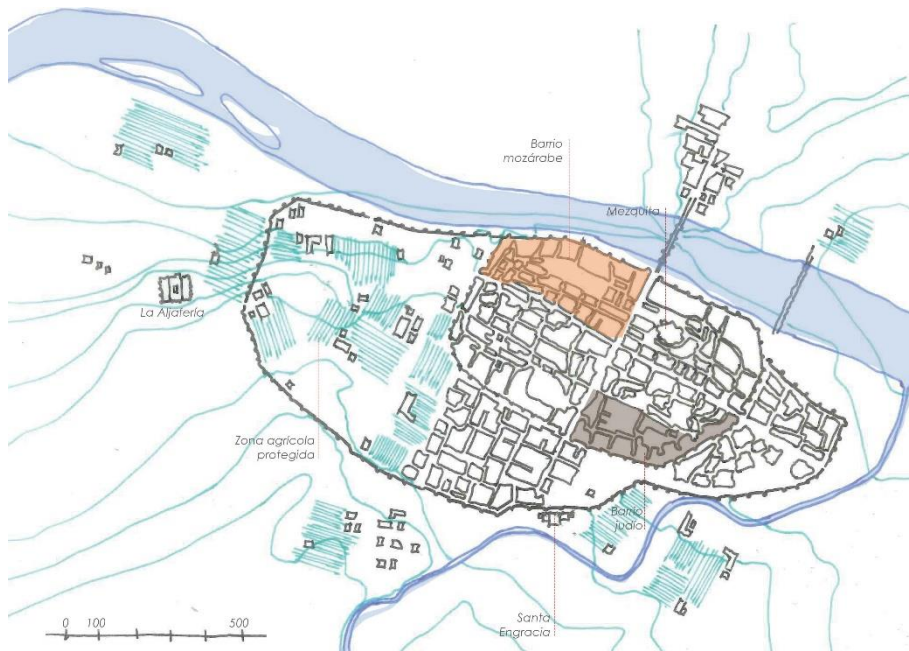 Barrio
mozárabe
Mezquita
La Aljafería
Zona agrícola
protegida
Barrio
judío
Santa
Engracia
0 100 500